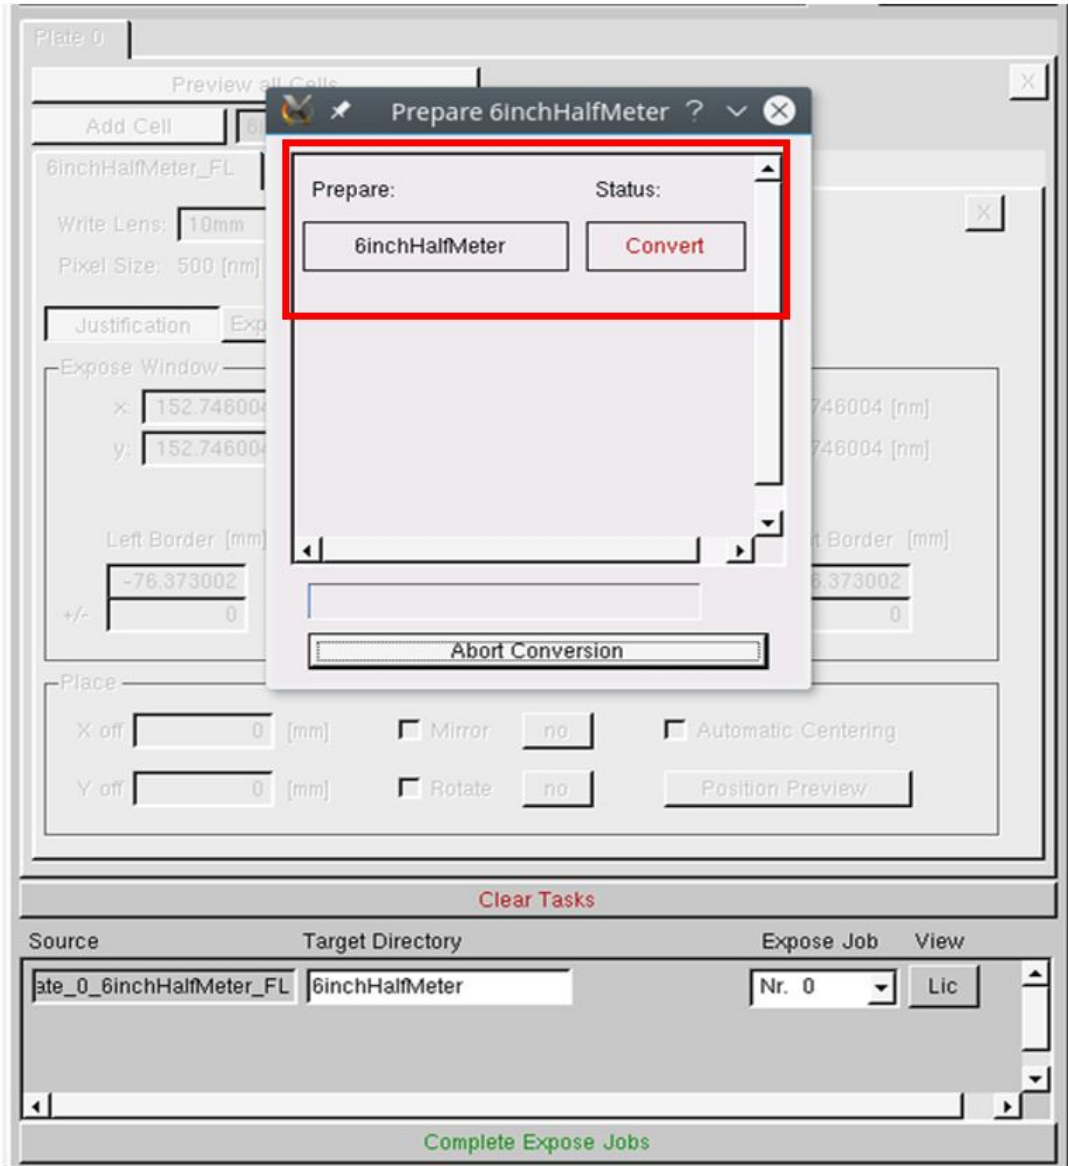 Plate 0
Preview all Cells
X
Add Cell
Prepare 6inchHalfMeter ?
6inchHalfMeter_FL
Prepare: Status:
X
Write Lens: 10mm
6inchHalfMeter Convert
Pixel Size: 500 [nm]
Justification Exp
Expose Window
x: 152.746004 746004 [nm]
y: 152.746004 746004 [nm]
Left Border [mm] t Border [mm]
-76.373002 6.373002
+/- 0 0
Abort Conversion
Place
X off 0 [mm] Mirror no Automatic Centering
Y off 0 [mm] Rotate no Position Preview
Clear Tasks
Source Target Directory Expose Job View
ate_0_6inchHalfMeter_FL 6inchHalfMeter Nr. 0 Lic
Complete Expose Jobs